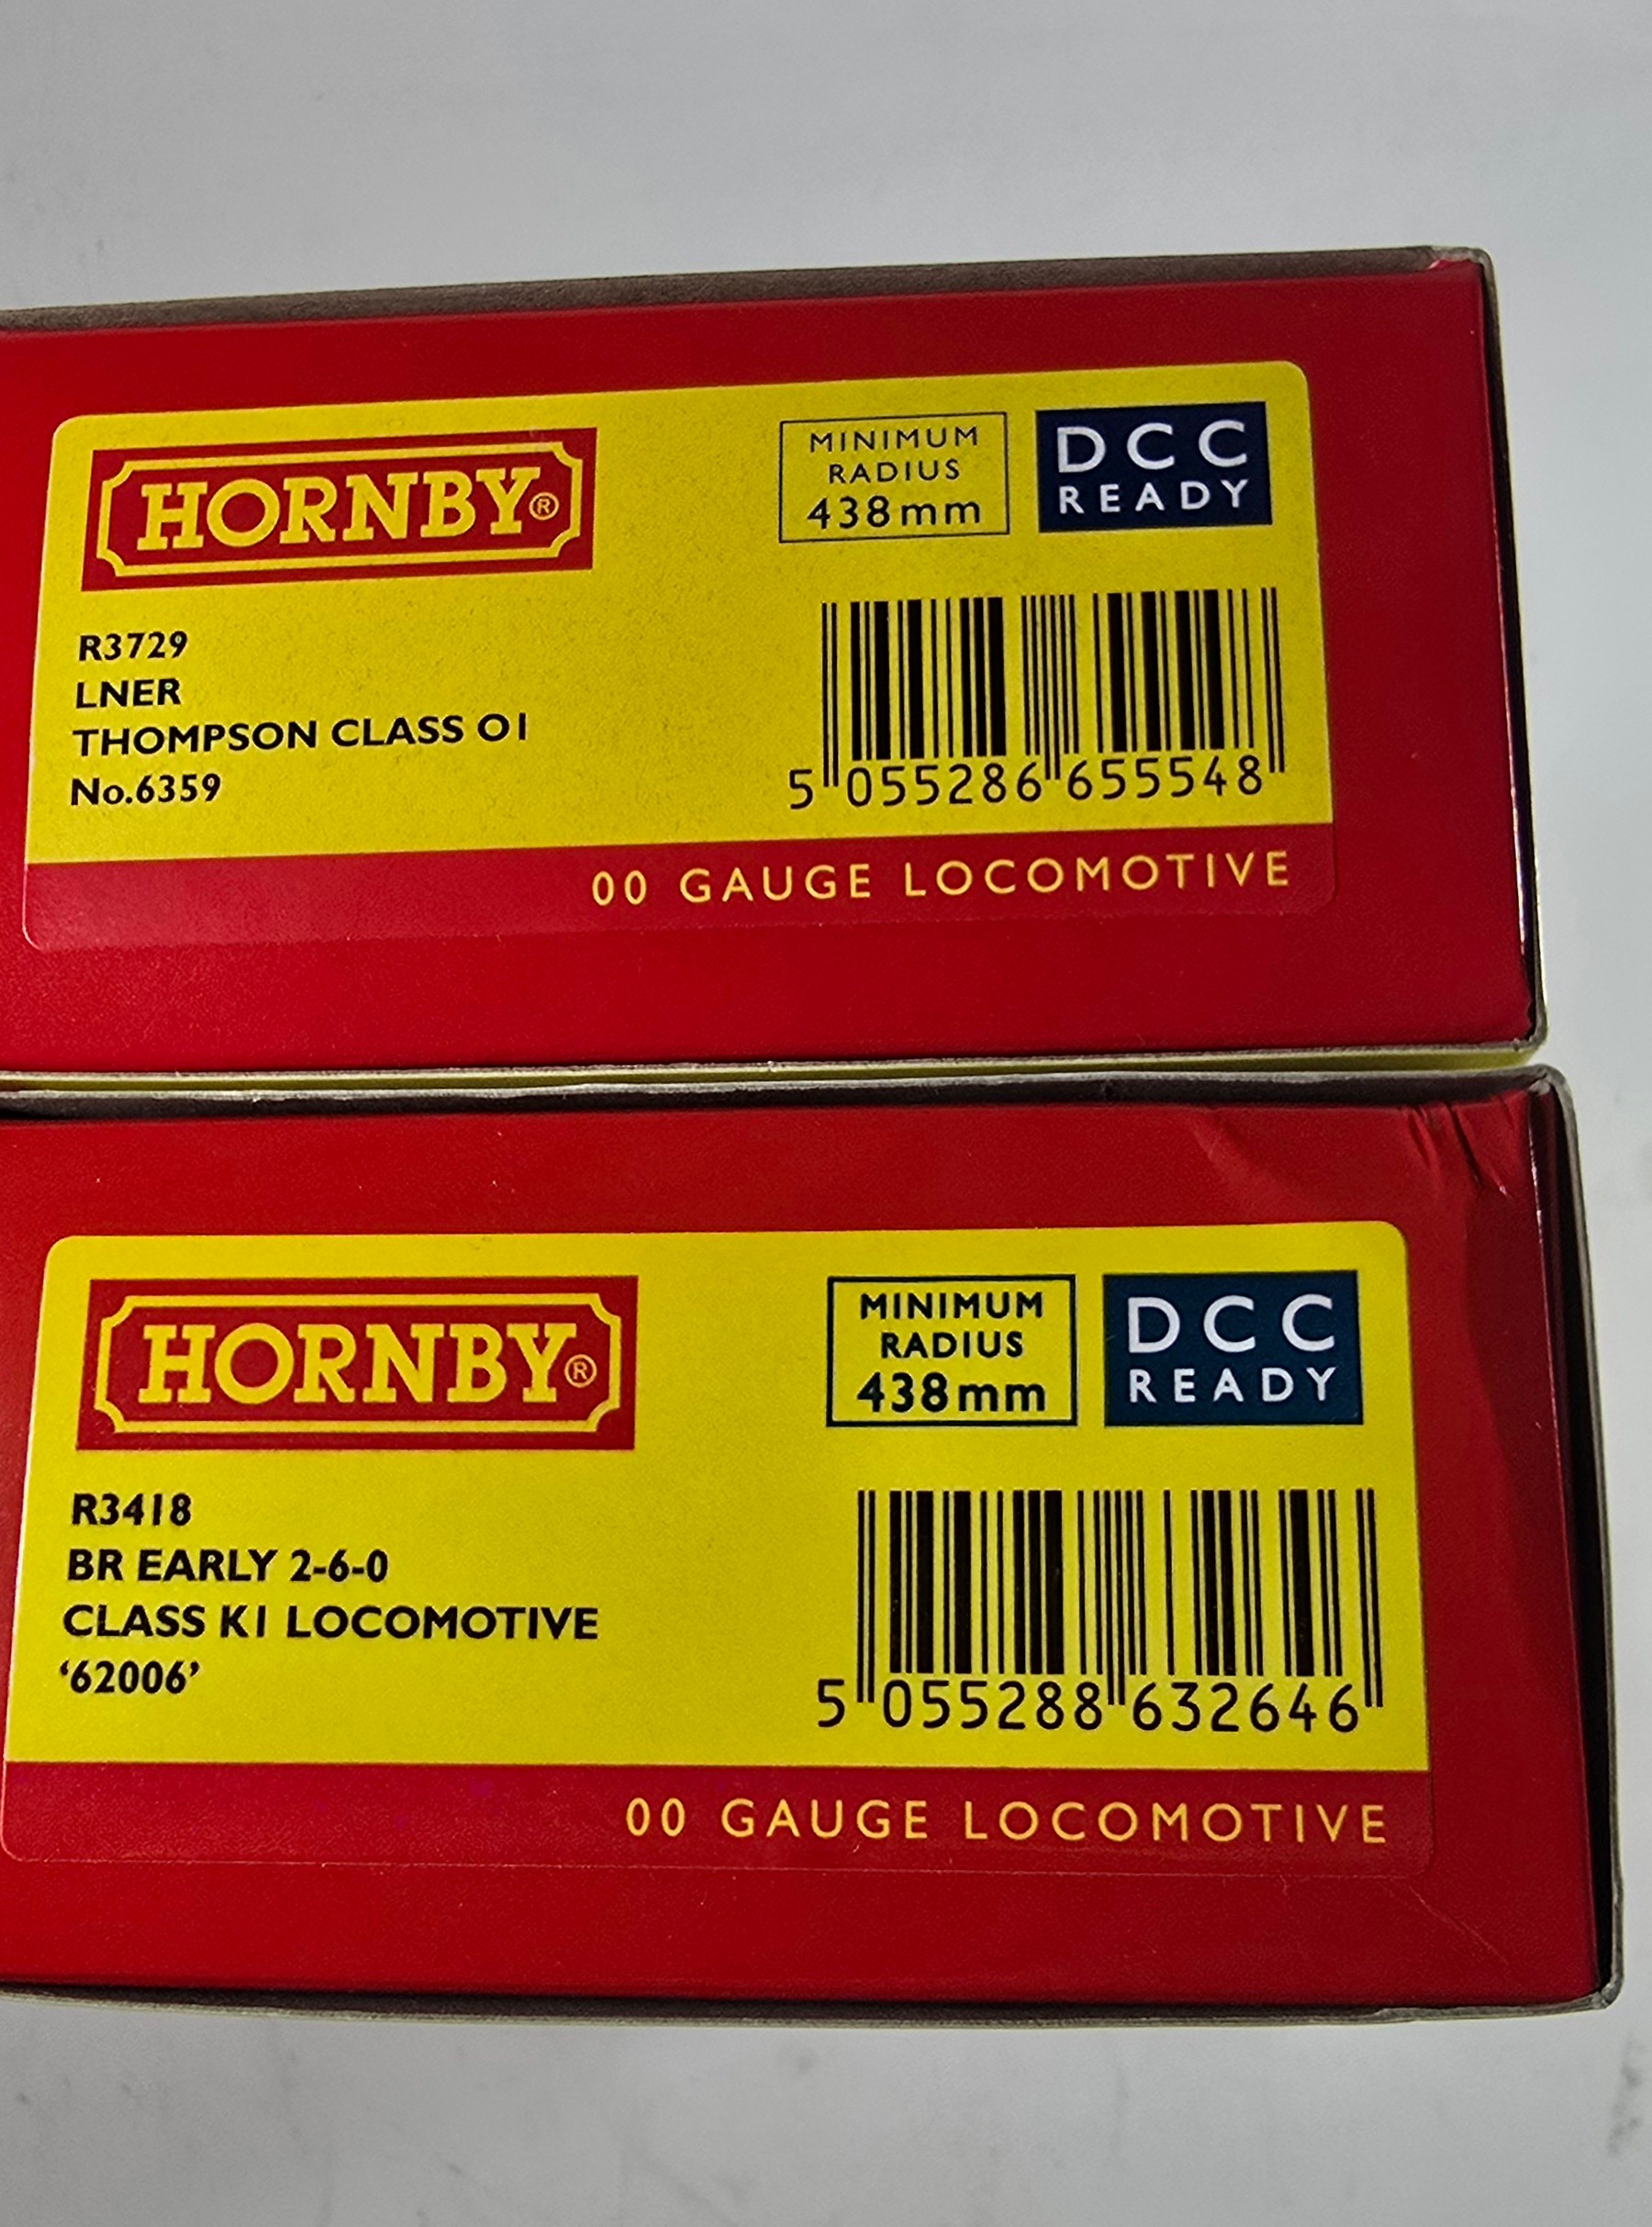 HORNBY®
MINIMUM
RADIUS
438mm
DCC
READY
R3729
LNER
THOMPSON CLASS O1
No.6359
5 055286 655548
00 GAUGE LOCOMOTIVE
HORNBY®
MINIMUM
RADIUS
438mm
DCC
READY
R3418
BR EARLY 2-6-0
CLASS K1 LOCOMOTIVE
‘62006’
5 055288 632646
00 GAUGE LOCOMOTIVE